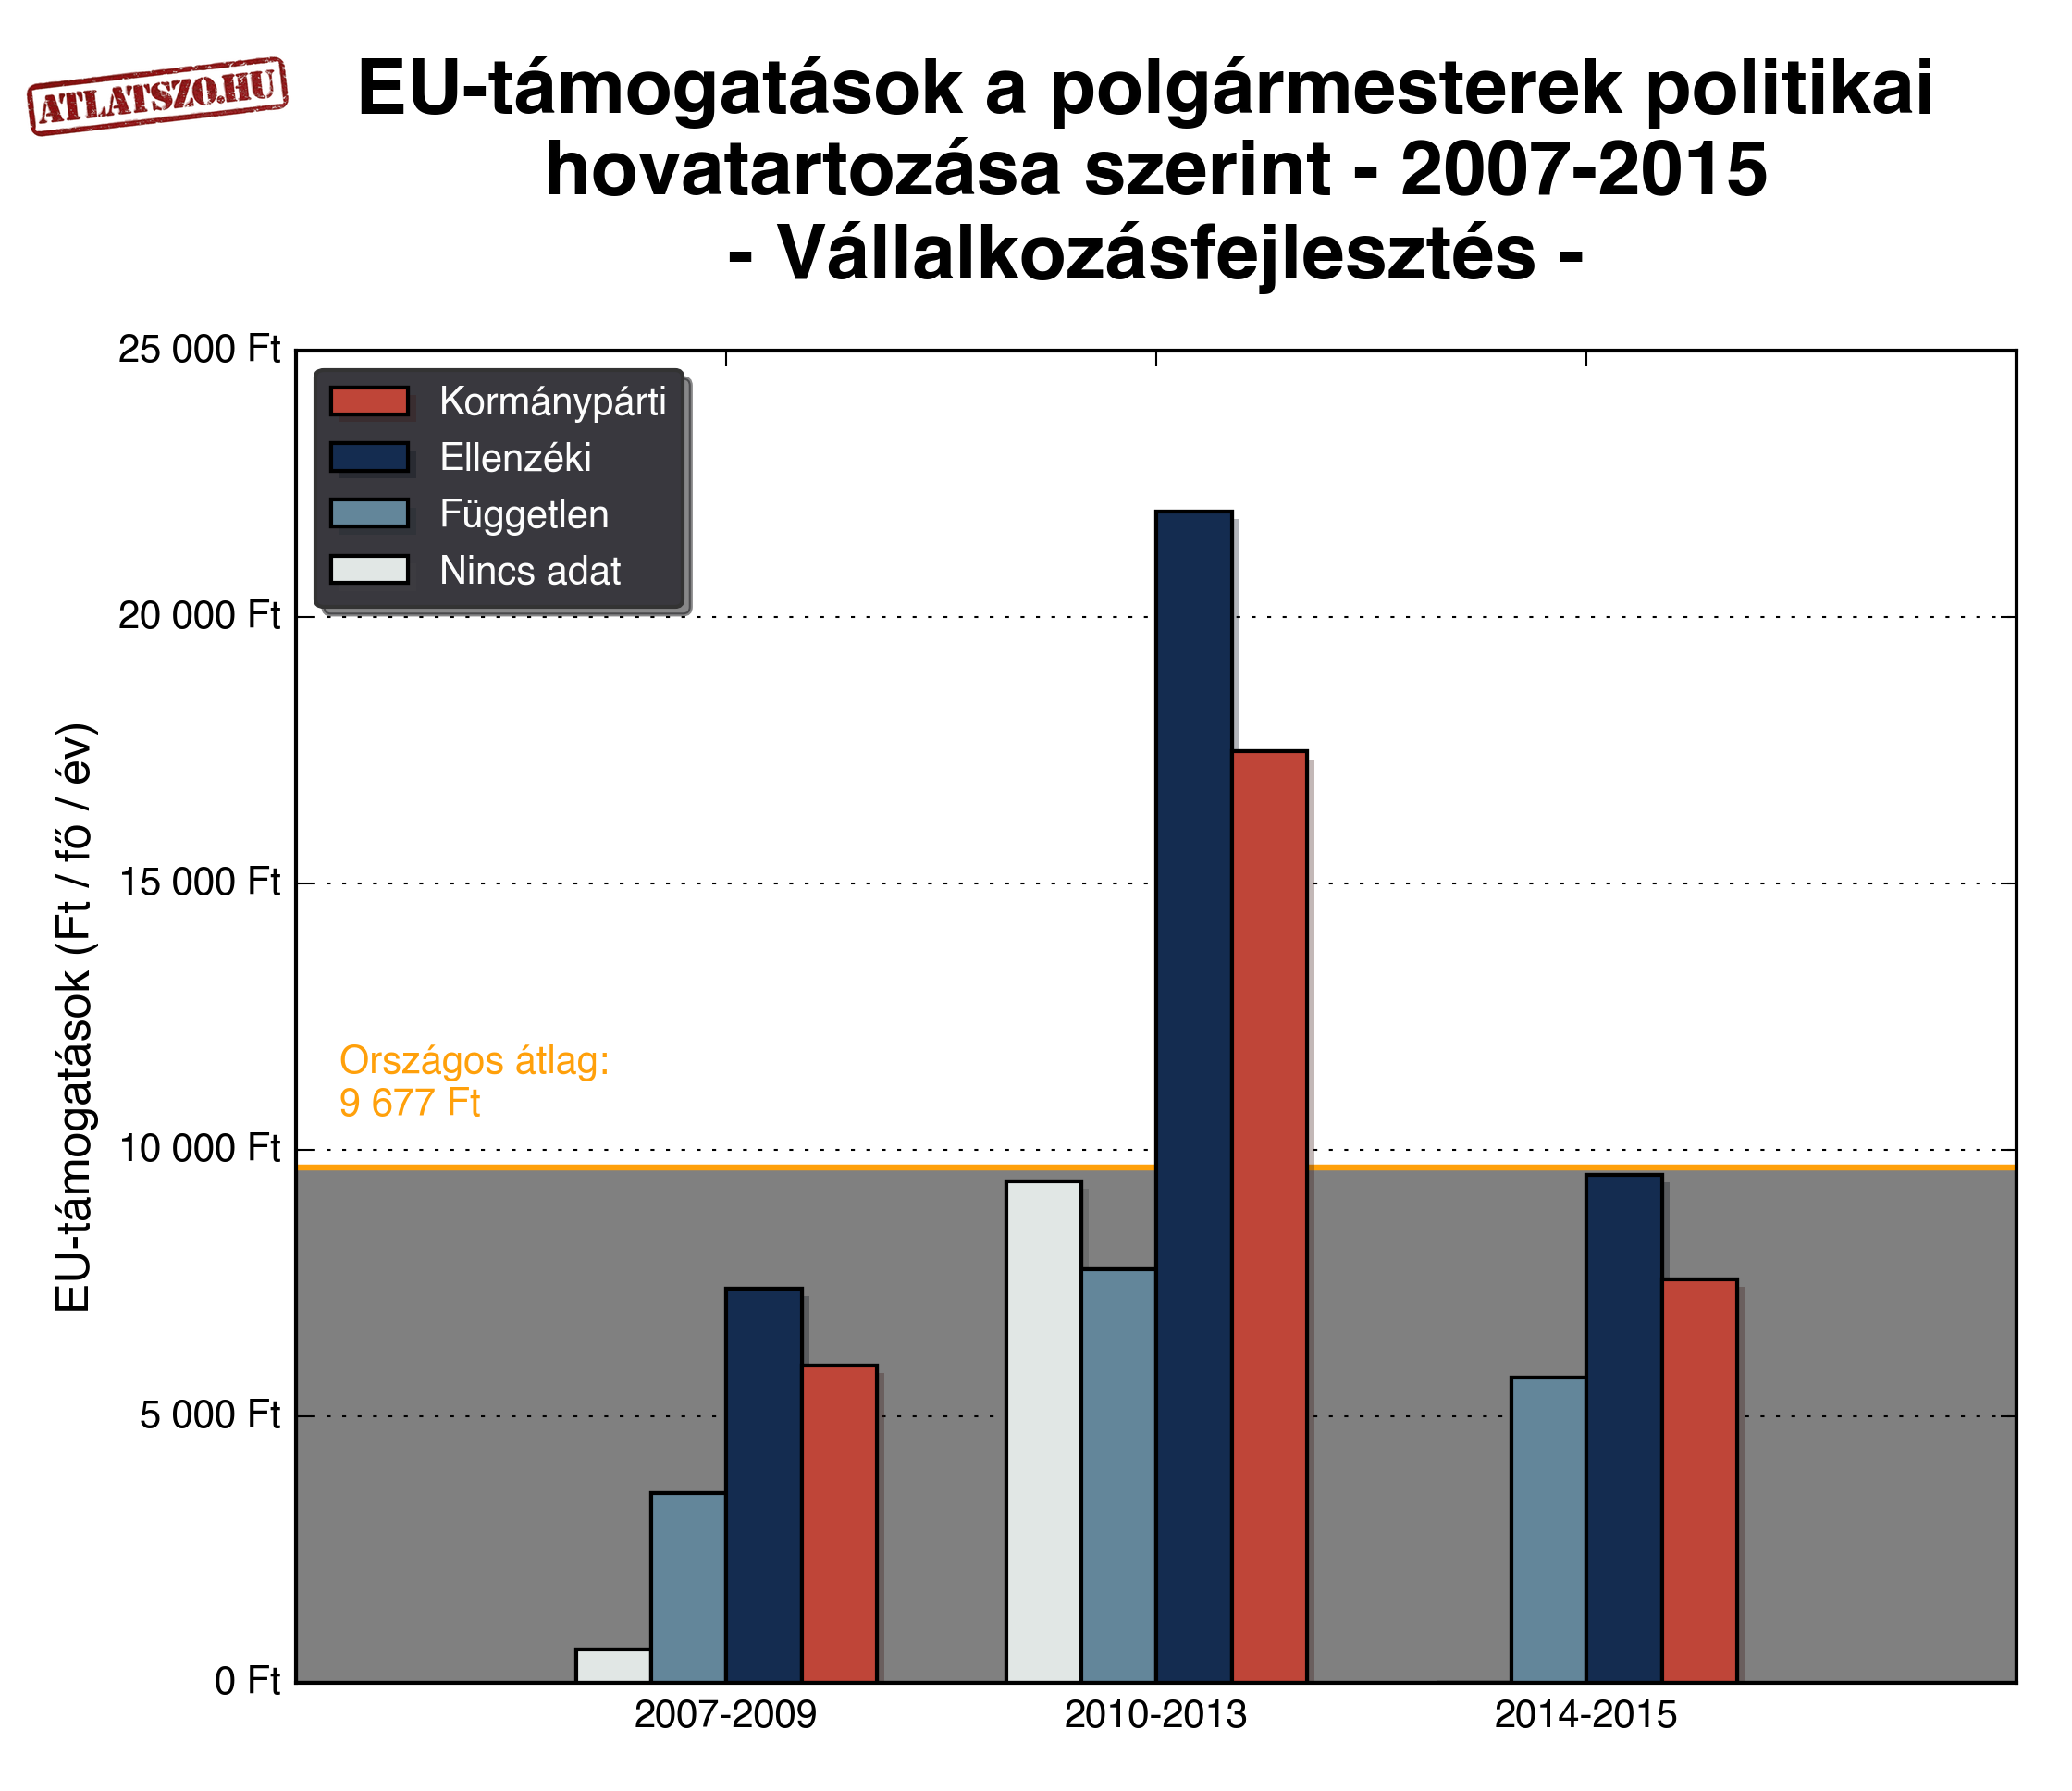 ATLATSZO.HU
EU-támogatások a polgármesterek politikai
hovatartozása szerint - 2007-2015
- Vállalkozásfejlesztés -
25 000 Ft
20 000 Ft
15 000 Ft
10 000 Ft
5 000 Ft
0 Ft
EU-támogatások (Ft / fő / év)
Kormánypárti
Ellenzéki
Független
Nincs adat
Országos átlag:
9 677 Ft
2007-2009
2010-2013
2014-2015